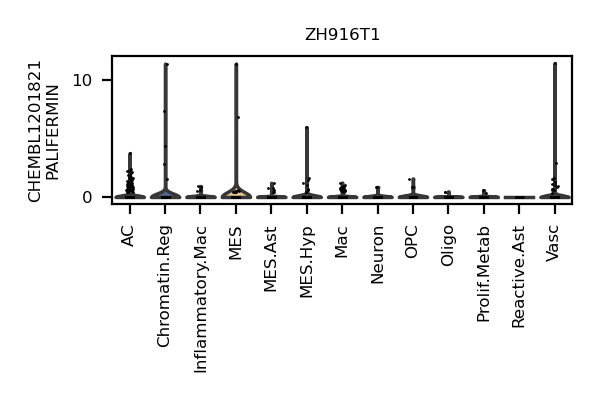 ZH916T1
CHEMBL1201821
PALIFERMIN
10
0
AC
Chromatin.Reg
Inflammatory.Mac
MES
MES.Ast
MES.Hyp
Mac
Neuron
OPC
Oligo
Prolif.Metab
Reactive.Ast
Vasc